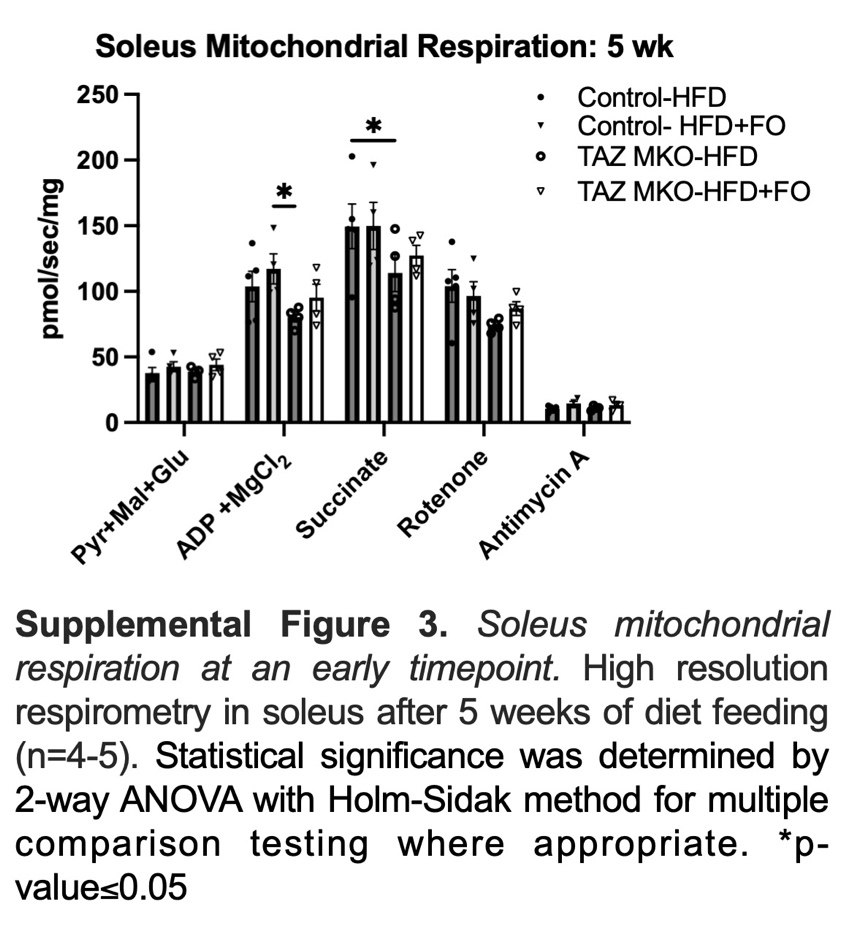 Soleus Mitochondrial Respiration: 5 wk
250
200
150
100
50
0
pmol/sec/mg
*
*
Control-HFD
Control- HFD+FO
TAZ MKO-HFD
TAZ MKO-HFD+FO
Pyr+Mal+Glu
ADP +MgCl₂
Succinate
Rotenone
Antimycin A
Supplemental Figure 3. Soleus mitochondrial
respiration at an early timepoint. High resolution
respirometry in soleus after 5 weeks of diet feeding
(n=4-5). Statistical significance was determined by
2-way ANOVA with Holm-Sidak method for multiple
comparison testing where appropriate. *p-
value≤0.05